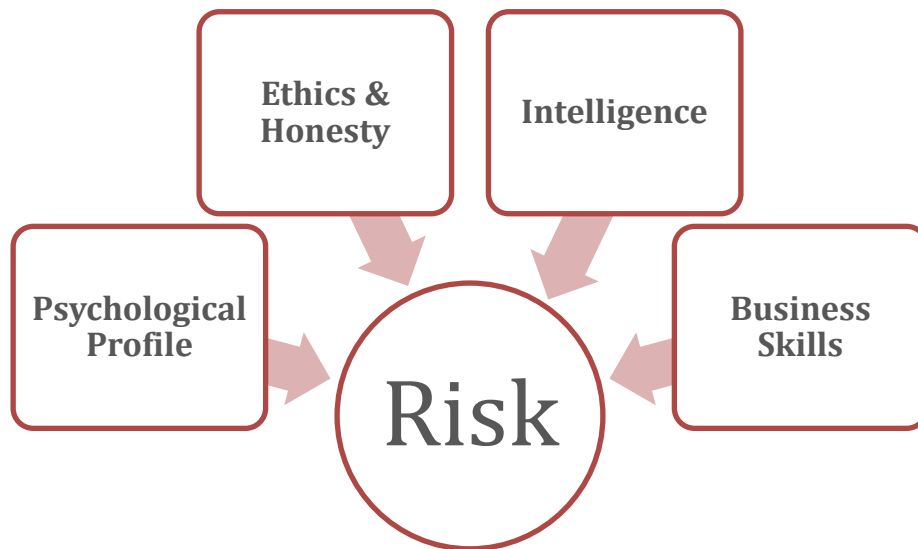 Ethics &
Honesty
Intelligence
Psychological
Profile
Business
Skills
Risk